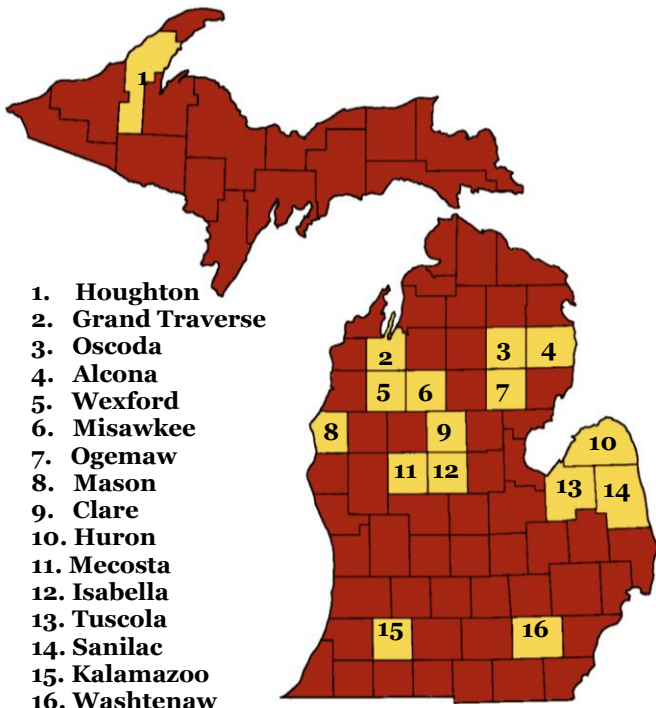 1
1. Houghton
2. Grand Traverse
3. Oscoda
4. Alcona
5. Wexford
6. Misawkee
7. Ogemaw
8. Mason
9. Clare
10. Huron
11. Mecosta
12. Isabella
13. Tuscola
14. Sanilac
15. Kalamazoo
16. Washtenaw
2
3
4
5
6
7
8
9
10
11
12
13
14
15
16